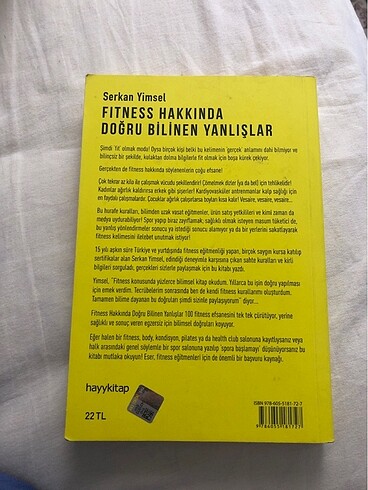 Serkan Yimsel
FITNESS HAKKINDA
DOĞRU BİLİNEN YANLIŞLAR
Şimdi 'fit' olmak moda! Oysa birçok kişi belki bu kelimenin 'gerçek' anlamını dahi bilmiyor ve
bilinçsiz bir şekilde, kulaktan dolma bilgilerle fit olmak için boşa kürek çekiyor.
Gerçekten de fitness hakkında söylenenlerin çoğu efsane!
Çok tekrar az kilo ile çalışmak vücudu şekillendirir! Çömelmek dizler (ya da bel) için tehlikelidir!
Kadınlar ağırlık kaldırırsa erkek gibi şişerler! Kardiyovasküler antrenmanlar kalp sağlığı için
en faydalı çalışmalardır. Çocuklar ağırlık çalışırlarsa boyları kısa kalır! Vesaire, vesaire, vesaire...
Bu hurafe kuralları, bilimden uzak vasat eğitmenler, ürün satış yetkilileri ve kimi zaman da
medya uyduruyor! Spor yapıp biraz zayıflamak, sağlıklı olmak isteyen masum tüketici de,
bu yanlış yönlendirmeler sonucu ya istediği sonucu alamıyor ya da bir yerlerini sakatlayarak
fitness kelimesini ilelebet unutmak istiyor!
15 yılı aşkın süre Türkiye ve yurtdışında fitness eğitmenliği yapan, birçok saygın kursa katılıp
sertifikalar alan Serkan Yimsel, edindiği deneyimle karşısına çıkan sahte kuralları ve kirli
bilgileri sorguladı, gerçekleri sizlerle paylaşmak için bu kitabı yazdı.
Yimsel, "Fitness konusunda yüzlerce bilimsel kitap okudum. Yıllarca bu işin doğru yapılması
için emek verdim. Tecrübelerim sonrasında ben de kendi fitness kurallarımı oluşturdum.
Tamamen bilime dayanan bu doğruları şimdi sizinle paylaşıyorum" diyor...
Fitness Hakkında Doğru Bilinen Yanlışlar 100 fitness efsanesini tek tek çürütüyor, yerine
sağlıklı ve sonuç veren egzersiz için bilimsel doğruları koyuyor.
Eğer halen bir fitness, body, kondisyon, pilates ya da health club salonuna kayıtlıysanız veya
halk arasındaki genel söylemle bir spor salonuna yazılıp 'spora başlamayı' düşünüyorsanız bu
kitabı mutlaka okuyun! Eser, fitness eğitmenleri için de önemli bir başvuru kaynağı.
hayykitap
22 TL
ISBN 978-605-5181-72-7
9 786055 181727